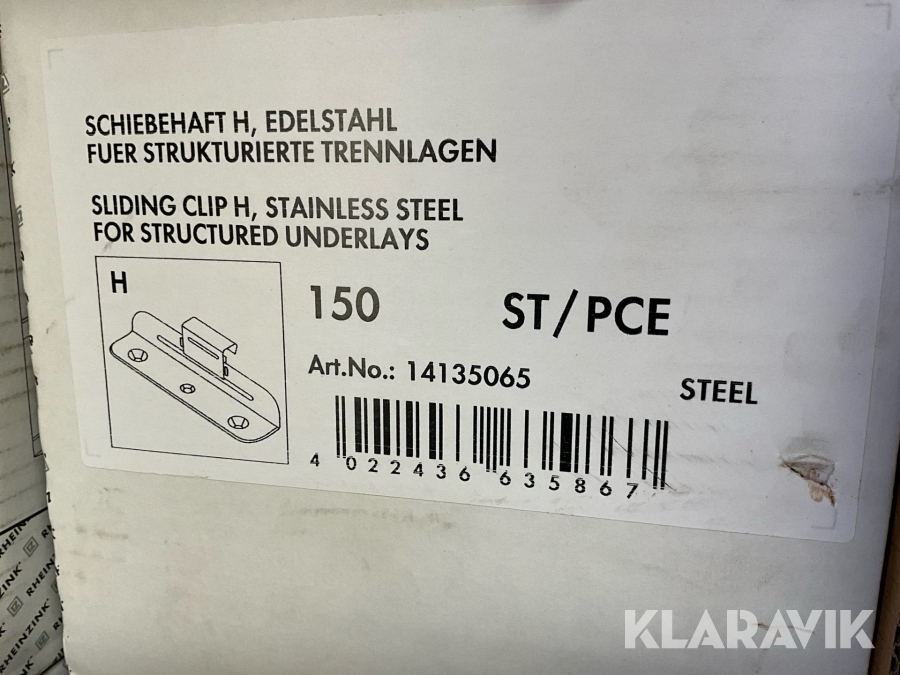 SCHIEBEHAFT H, EDELSTAHL
FUER STRUKTURIERTE TRENNLAGEN
SLIDING CLIP H, STAINLESS STEEL
FOR STRUCTURED UNDERLAYS
H
150 ST/PCE
Art.No.: 14135065
STEEL
4 022436 635867
RHEINZINK
RHEINZINK
RHEINZINK
KLARAVIK